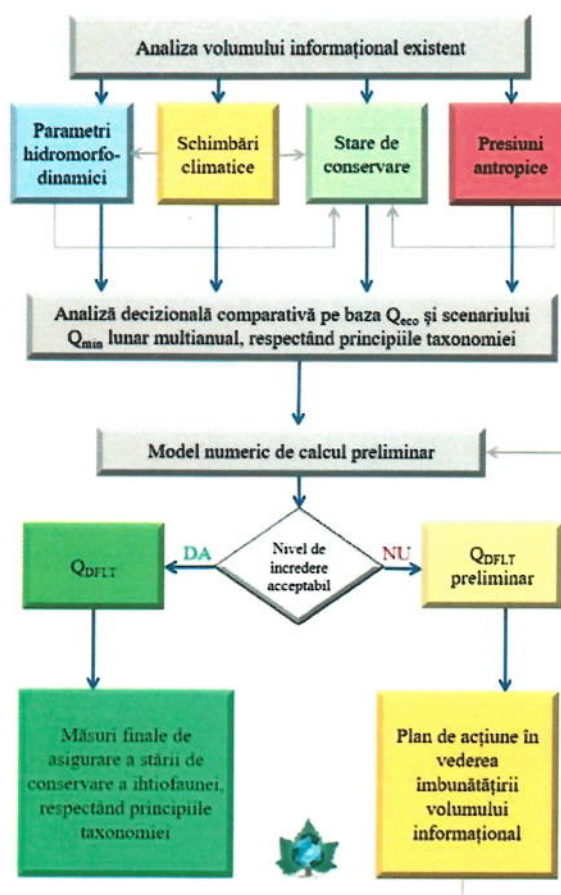 Analiza volumului informațional existent
Parametri
hidromorfo-
dinamici
Schimbări
climatice
Stare de
conservare
Presiuni
antropice
Analiză decizională comparativă pe baza Qeco și scenariului
Qmin lunar multianual, respectând principiile taxonomiei
Model numeric de calcul preliminar
DA
Nivel de
incredere
acceptabil
NU
QDFLT
QDFLT
preliminar
Măsuri finale de
asigurare a stării de
conservare a ihtiofaunei,
respectând principiile
taxonomiei
Plan de acțiune în
vederea
îmbunătățirii
volumului
informațional